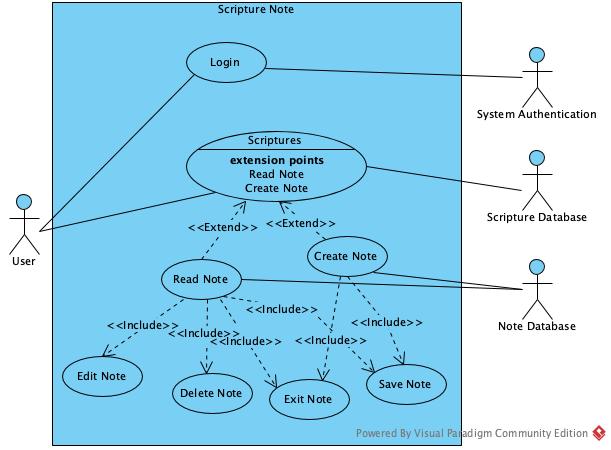 Scripture Note
Login
System Authentication
Scriptures
extension points
Read Note
Create Note
Scripture Database
User
<<Extend>>
<<Extend>>
Create Note
Read Note
Note Database
<<Include>>
<<Include>>
<<Include>>
<<Include>>
<<Include>>
<<Include>>
Edit Note
Delete Note
Exit Note
Save Note
Powered By Visual Paradigm Community Edition